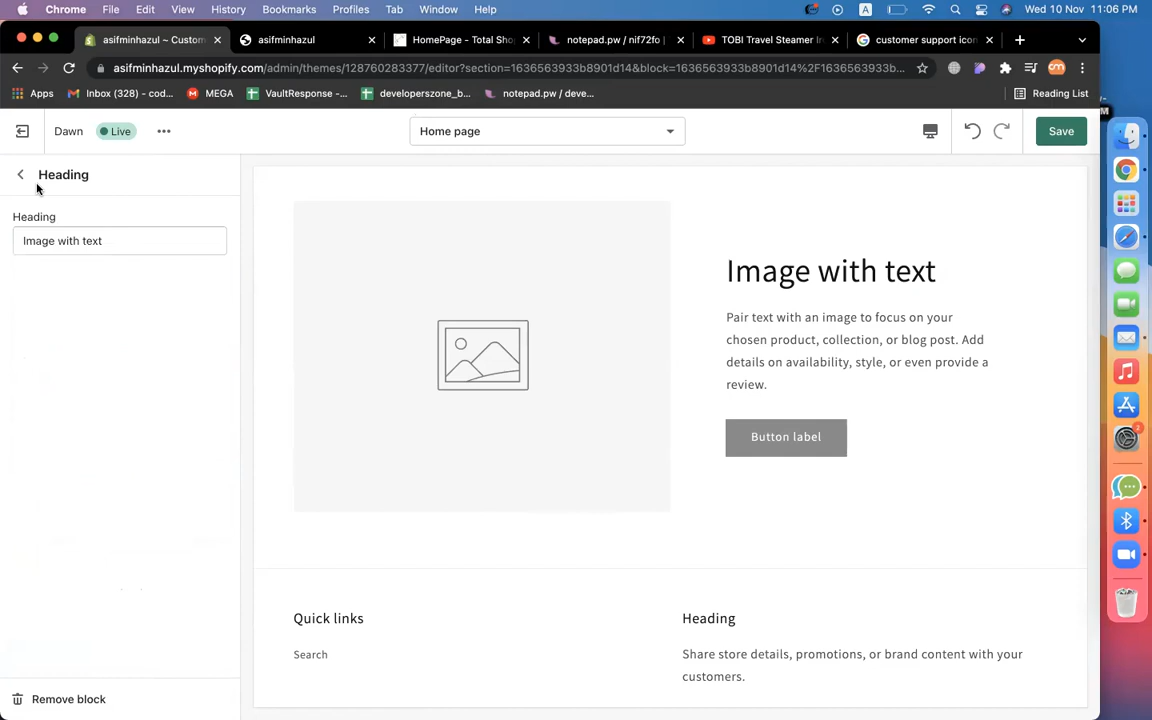 Chrome File Edit View History Bookmarks Profiles Tab Window Help A Wed 10 Nov 11:06 PM
asifminhazul ~ Custom asifminhazul HomePage - Total Sho notepad.pw / nif72fo | TOBI Travel Steamer Ir customer support icon
asifminhazul.myshopify.com/admin/themes/128760283377/editor?section=1636563933b8901d14&block=1636563933b8901d14%2F1636563933b...
Apps Inbox (328) - cod... MEGA VaultResponse -... developerszone_b... notepad.pw / deve... Reading List
Dawn Live Home page Save
Heading
Heading
Image with text
Remove block
Image with text
Pair text with an image to focus on your
chosen product, collection, or blog post. Add
details on availability, style, or even provide a
review.
Button label
Quick links
Search
Heading
Share store details, promotions, or brand content with your
customers.